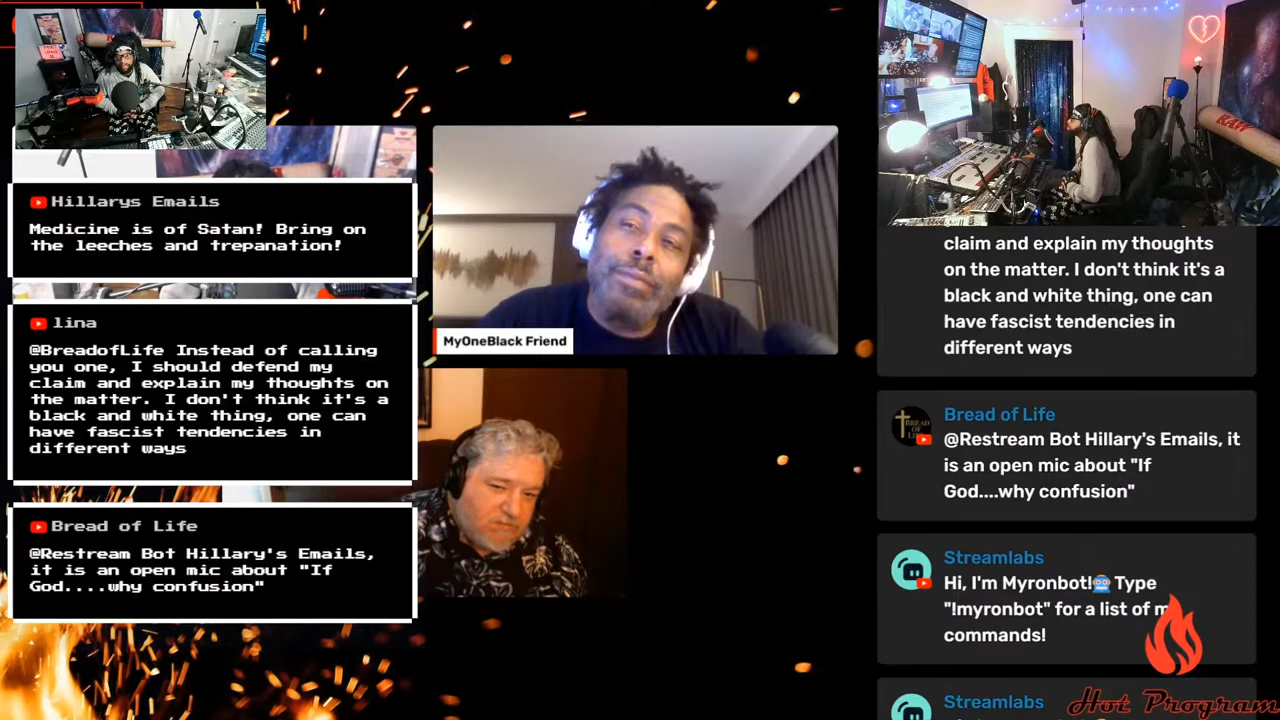 Hillarys Emails
Medicine is of Satan! Bring on
the leeches and trepanation!
lina
@BreadofLife Instead of calling
you one, I should defend my
claim and explain my thoughts on
the matter. I don't think it's a
black and white thing, one can
have fascist tendencies in
different ways
Bread of Life
@Restream Bot Hillary's Emails,
it is an open mic about "If
God....why confusion"
MyOneBlack Friend
RAW
claim and explain my thoughts
on the matter. I don't think it's a
black and white thing, one can
have fascist tendencies in
different ways
Bread of Life
@Restream Bot Hillary's Emails, it
is an open mic about "If
God....why confusion"
Streamlabs
Hi, I'm Myronbot!🤖 Type
"!myronbot" for a list of m
commands!
Streamlabs
Hot Program